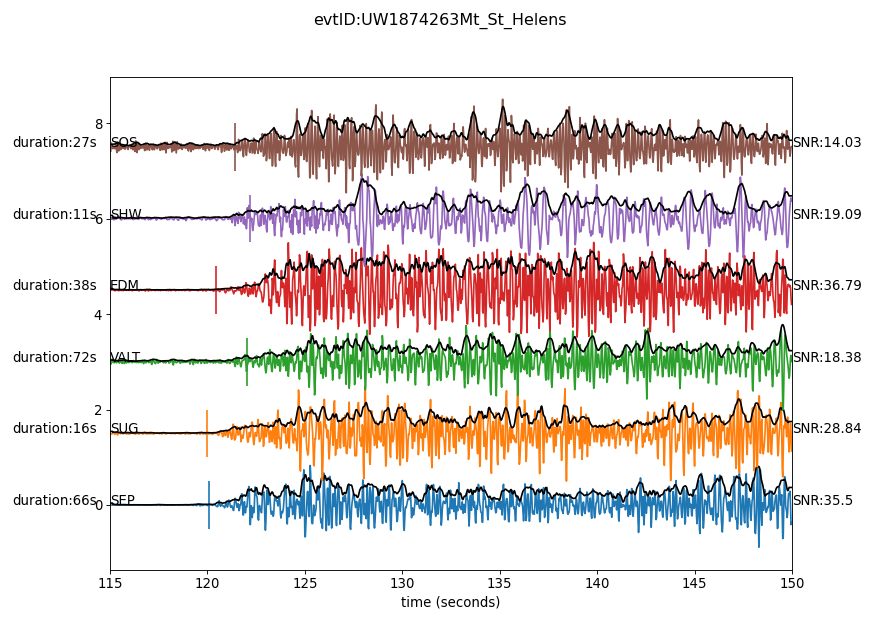 evtID:UW1874263Mt_St_Helens
8
duration:27s SOS SNR:14.03
duration:11s SHW SNR:19.09
6
duration:38s EDM SNR:36.79
4
duration:72s VALT SNR:18.38
2
duration:16s SUG SNR:28.84
duration:66s SEP SNR:35.5
0
115 120 125 130 135 140 145 150
time (seconds)